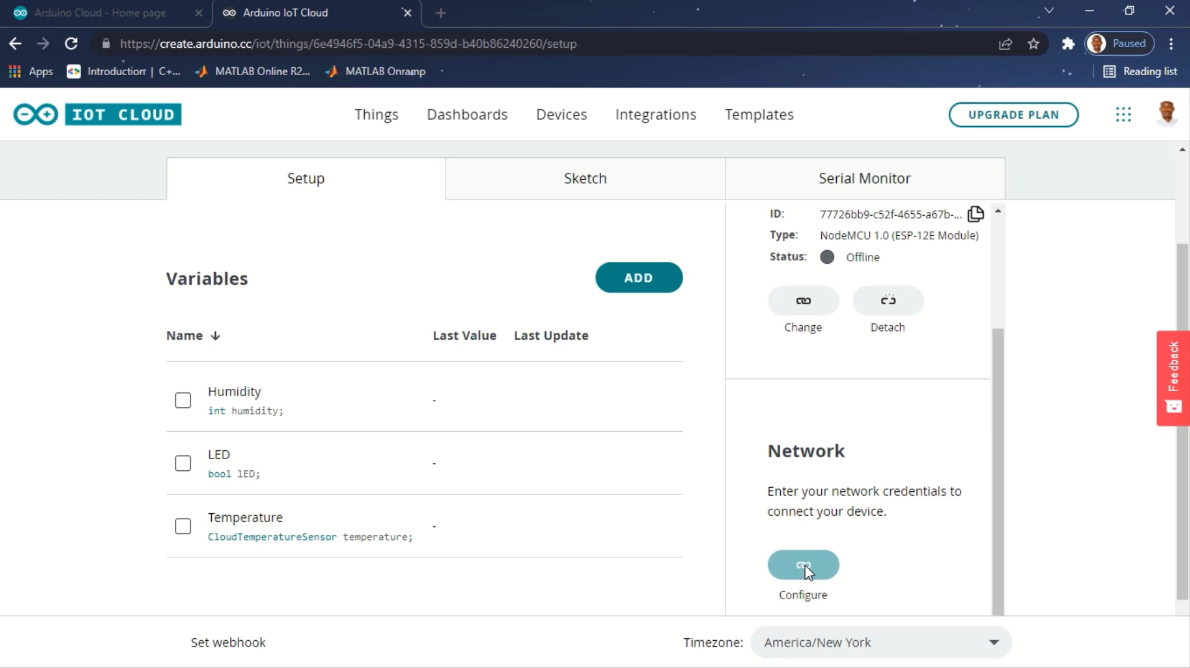 Arduino Cloud - Home page
Arduino IoT Cloud
https://create.arduino.cc/iot/things/6e4946f5-04a9-4315-859d-b40b86240260/setup
Paused
Apps
Introduction | C+...
MATLAB Online R2...
MATLAB Onramp
Reading list
IOT CLOUD
Things
Dashboards
Devices
Integrations
Templates
UPGRADE PLAN
Setup
Sketch
Serial Monitor
ID: 77726bb9-c52f-4655-a67b-...
Type: NodeMCU 1.0 (ESP-12E Module)
Status: Offline
Change
Detach
Variables
ADD
Name
Last Value
Last Update
Humidity
int humidity;
-
LED
bool lED;
-
Temperature
CloudTemperatureSensor temperature;
-
Network
Enter your network credentials to
connect your device.
Configure
Feedback
Set webhook
Timezone: America/New York